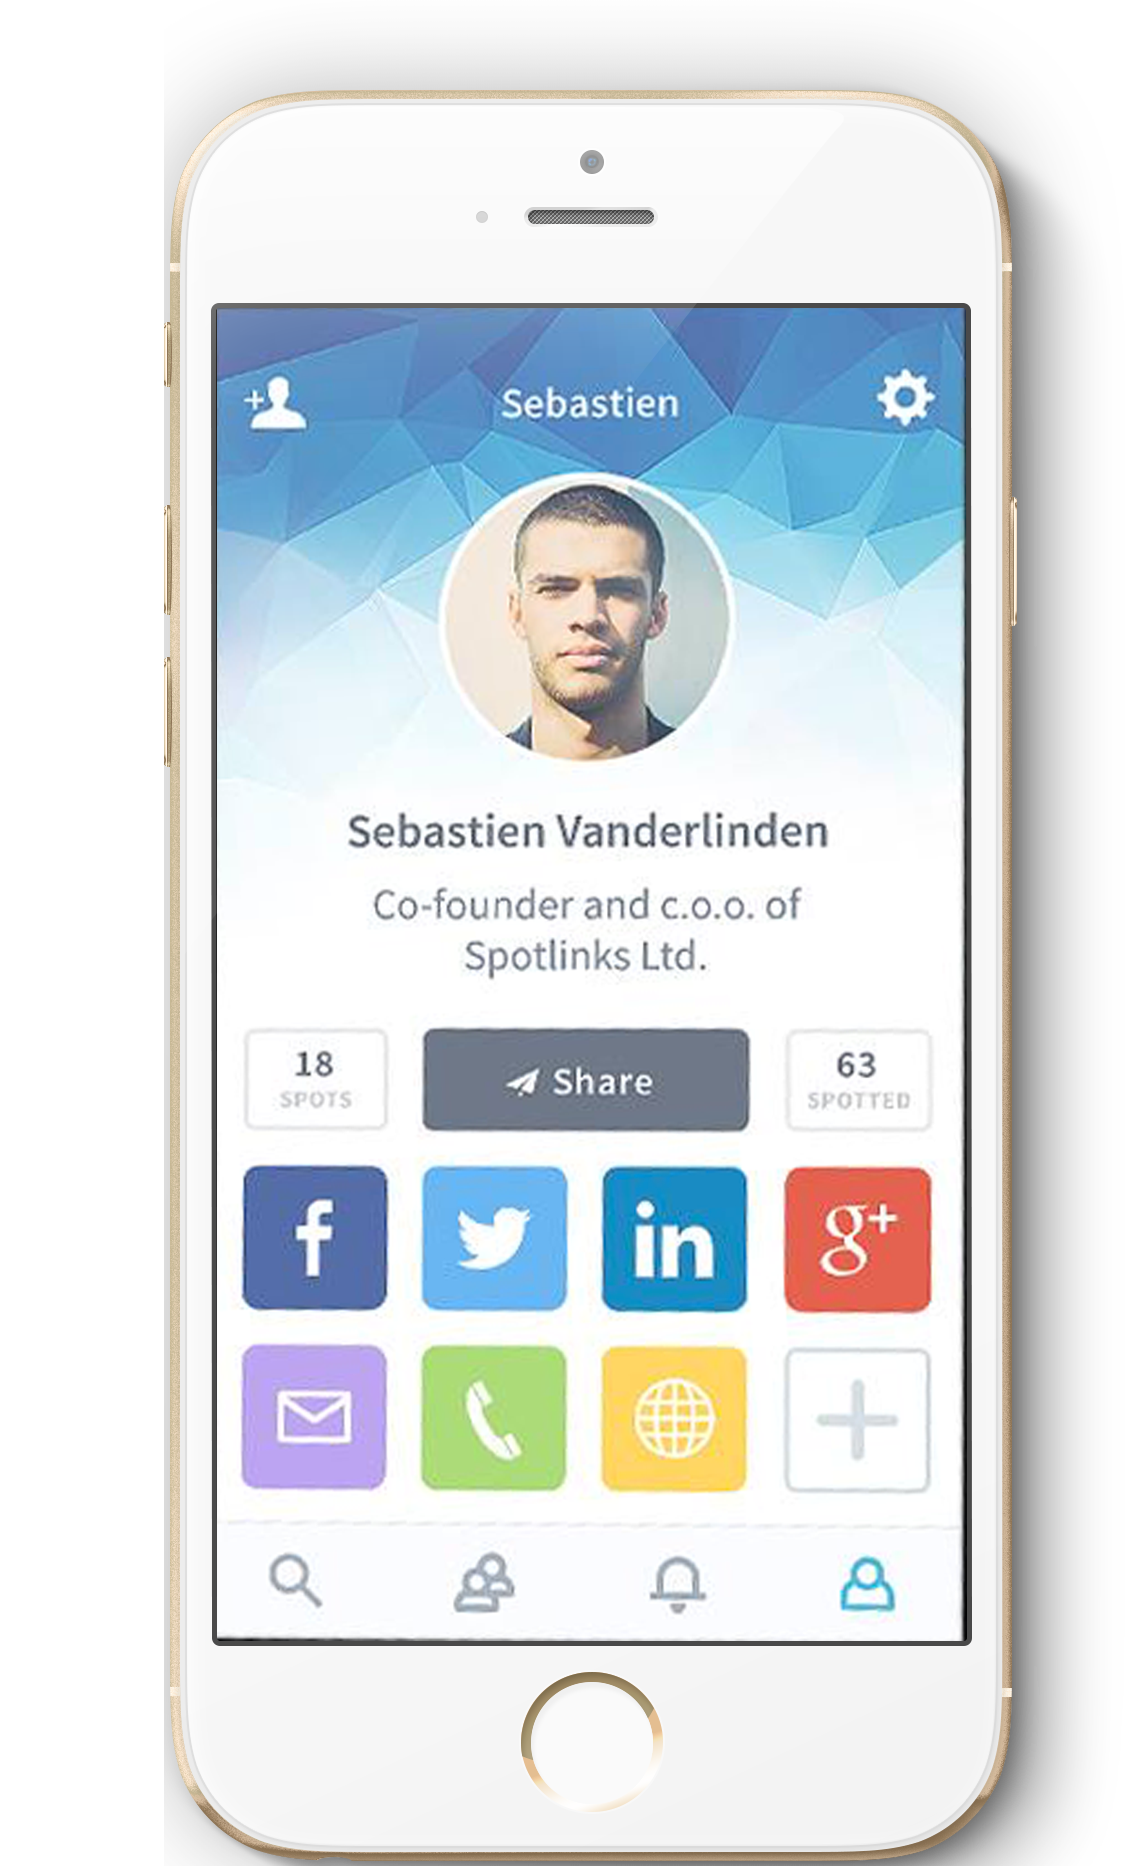 Sebastien
Sebastien Vanderlinden
Co-founder and c.o.o. of
Spotlinks Ltd.
18
SPOTS
Share
63
SPOTTED
f
in
g+